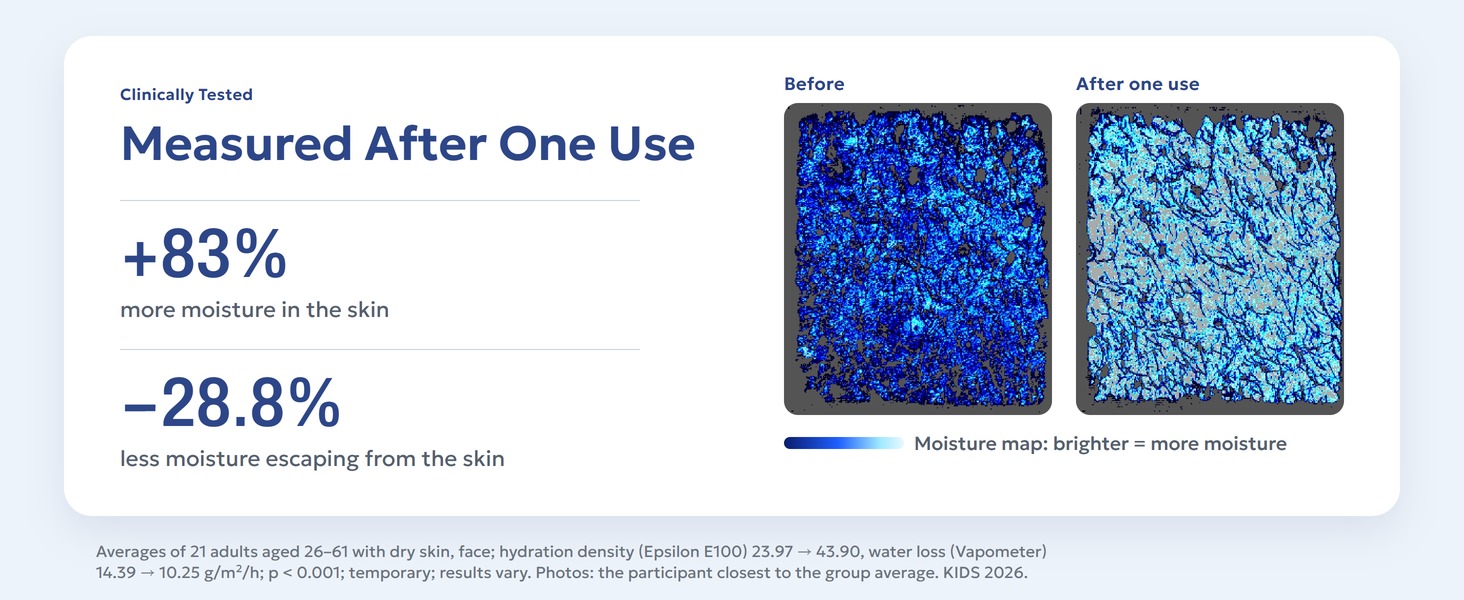 Clinically Tested
Measured After One Use
+83%
more moisture in the skin
−28.8%
less moisture escaping from the skin
Before
After one use
Moisture map: brighter = more moisture
Averages of 21 adults aged 26–61 with dry skin, face; hydration density (Epsilon E100) 23.97 → 43.90, water loss (Vapometer)
14.39 → 10.25 g/m²/h; p < 0.001; temporary; results vary. Photos: the participant closest to the group average. KIDS 2026.